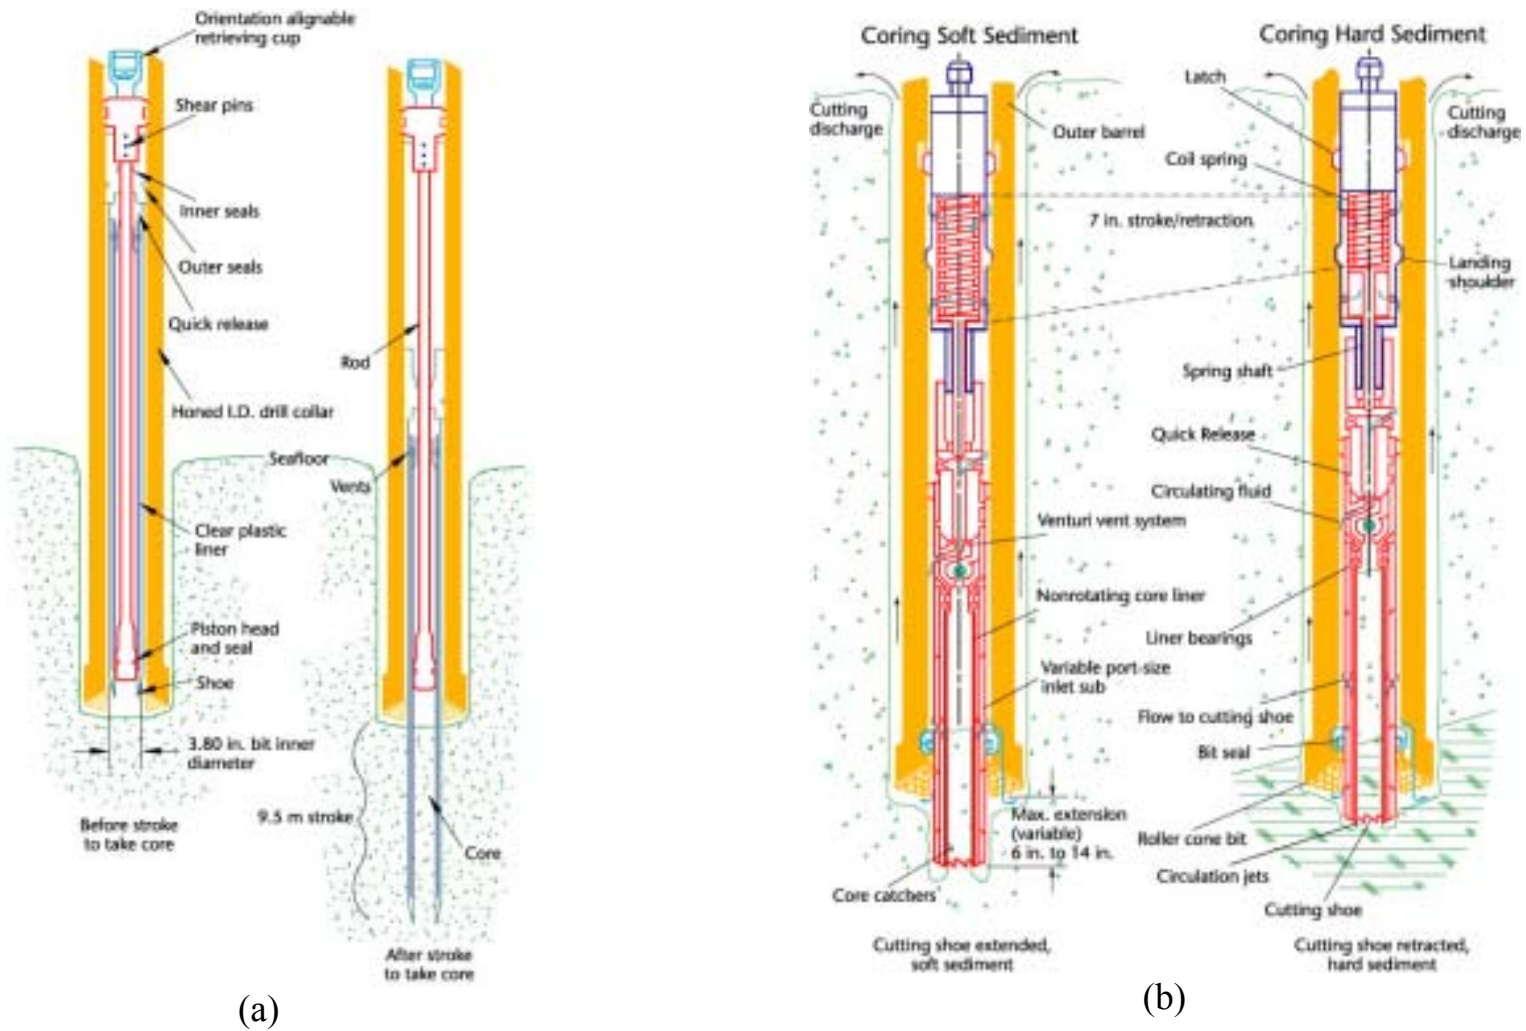 Orientation alignable
retrieving cup
Shear pins
Inner seals
Outer seals
Quick release
Honed I.D. drill collar
Clear plastic
liner
Piston head
and seal
Shoe
3.80 in. bit inner
diameter
Before stroke
to take core
Rod
Seafloor
Vents
9.5 m stroke
Core
After stroke
to take core
(a)
Coring Soft Sediment
Cutting
discharge
Outer barrel
7 in. stroke/retraction
Venturi vent system
Nonrotating core liner
Variable port-size
inlet sub
Max. extension
(variable)
6 in. to 14 in.
Core catchers
Cutting shoe extended,
soft sediment
Coring Hard Sediment
Latch
Cutting
discharge
Coil spring
Landing
shoulder
Spring shaft
Quick Release
Circulating fluid
Liner bearings
Flow to cutting shoe
Bit seal
Roller cone bit
Circulation jets
Cutting shoe
Cutting shoe retracted,
hard sediment
(b)